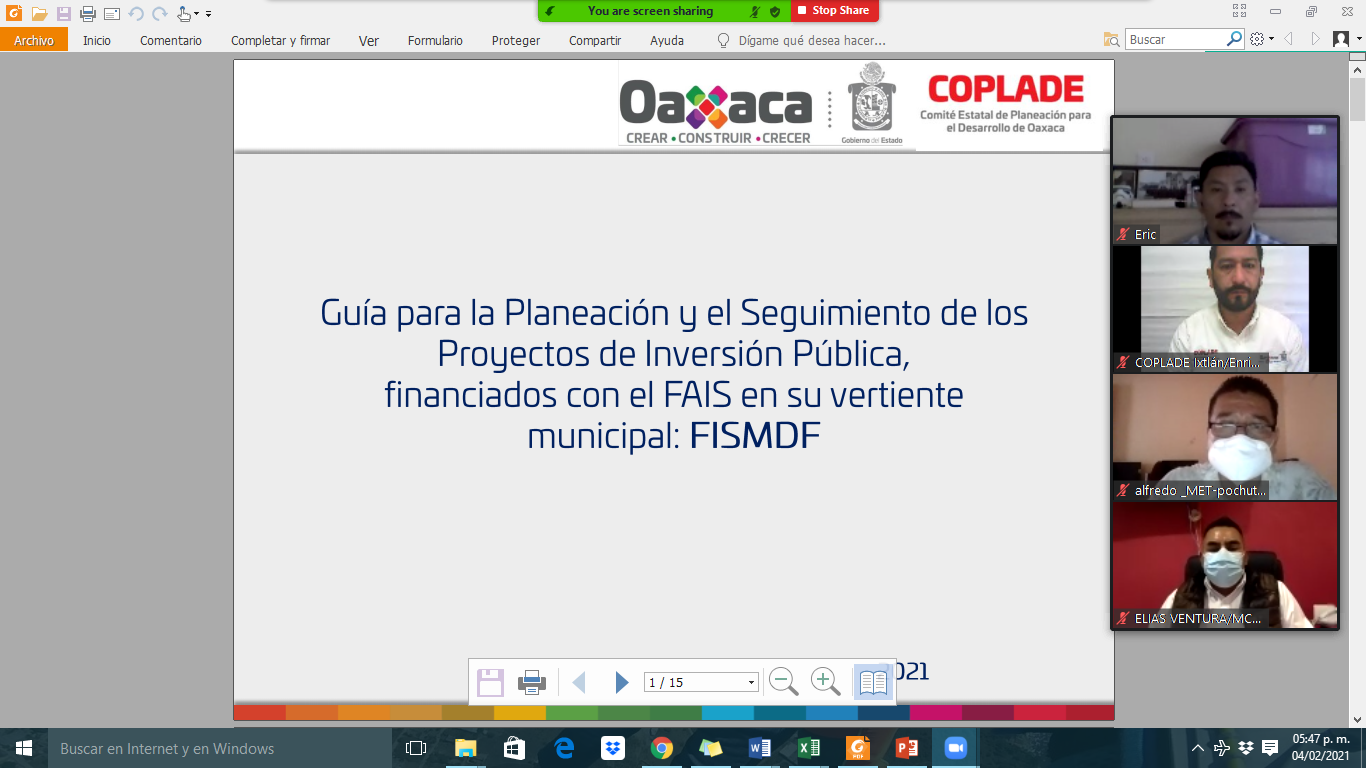 You are screen sharing
Stop Share
Archivo Inicio Comentario Completar y firmar Ver Formulario Proteger Compartir Ayuda Dígame qué desea hacer... Buscar
Oaxaca
CREAR • CONSTRUIR • CRECER
Gobierno del Estado
COPLADE
Comité Estatal de Planeación para
el Desarrollo de Oaxaca
Guía para la Planeación y el Seguimiento de los
Proyectos de Inversión Pública,
financiados con el FAIS en su vertiente
municipal: FISMDF
2021
1 / 15
Eric
COPLADE Ixtlán/Enri...
alfredo _MET-pochut...
ELIAS VENTURA/MC...
Buscar en Internet y en Windows
PDF
05:47 p. m.
04/02/2021